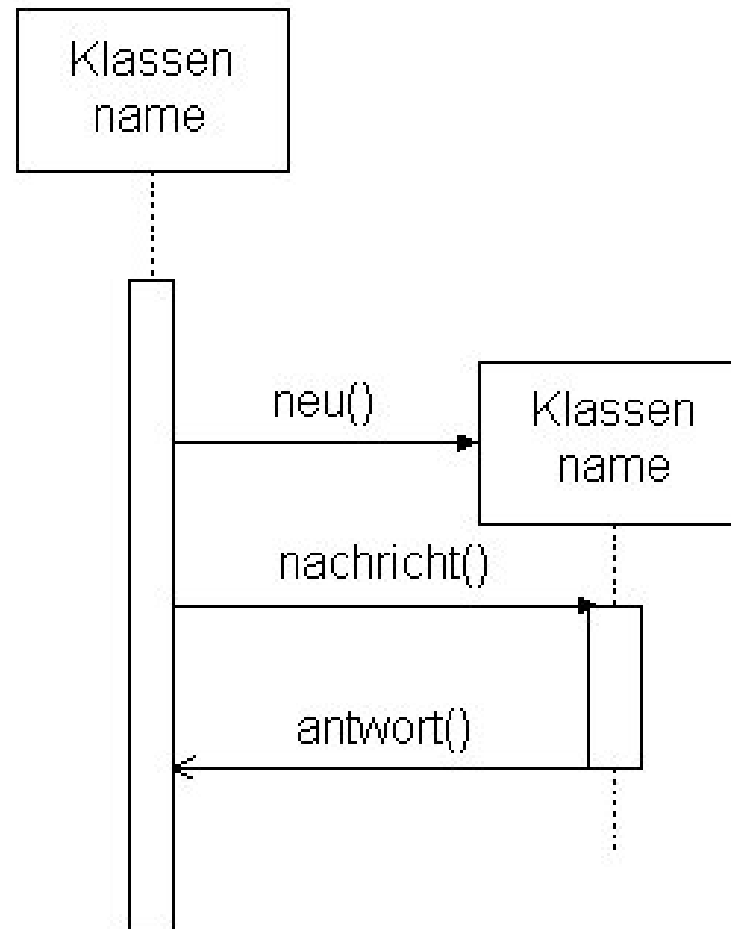 Klassen
name
neu()
Klassen
name
nachricht()
antwort()